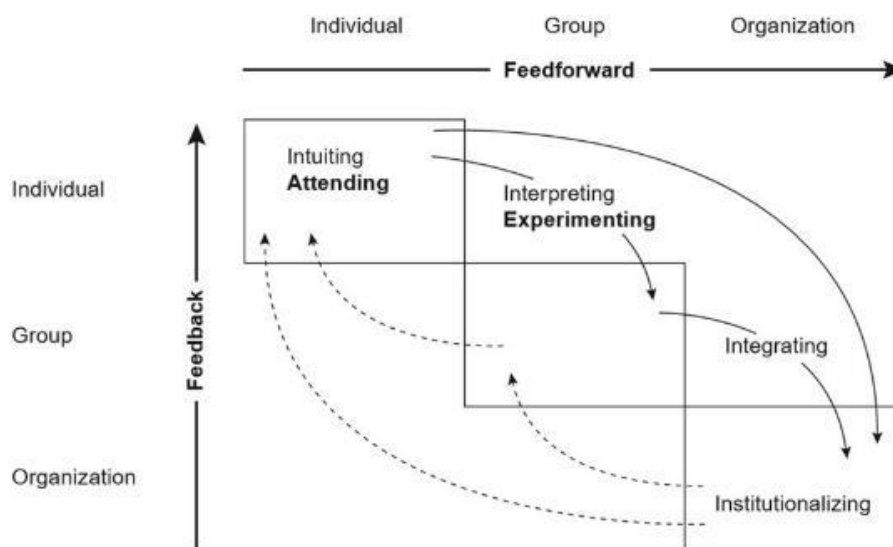 Individual Group Organization
Feedforward
Individual
Intuiting
Attending
Interpreting
Experimenting
Feedback
Group
Integrating
Organization
Institutionalizing